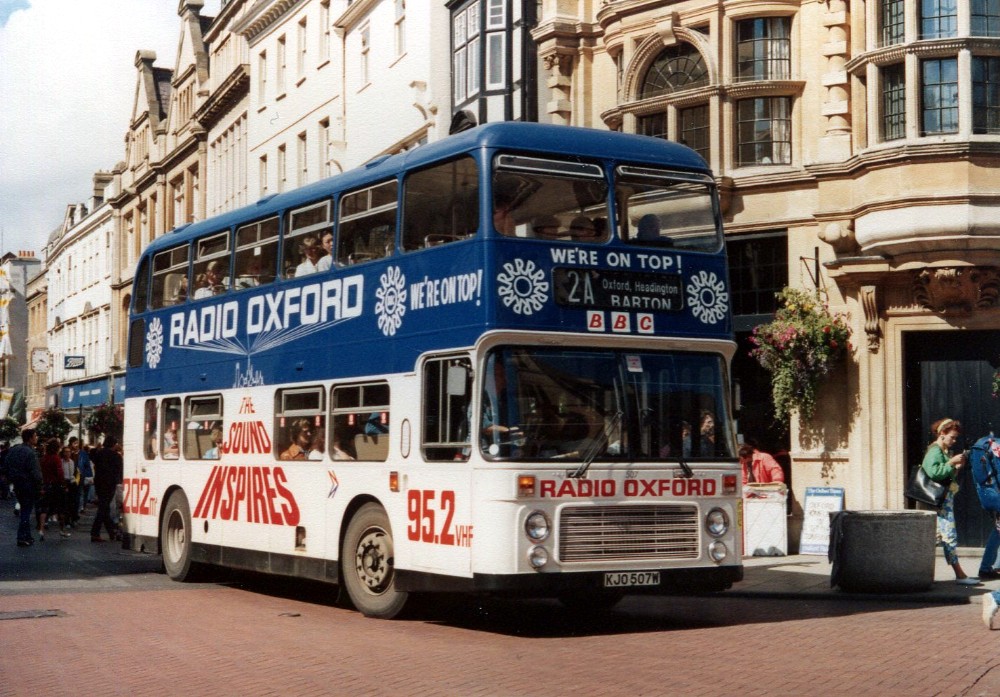 WE'RE ON TOP!
2A Oxford, Headington
BARTON
BBC
RADIO OXFORD
WE'RE ON TOP!
THE
SOUND
INSPIRES
202m
95.2 VHF
RADIO OXFORD
KJO 507W